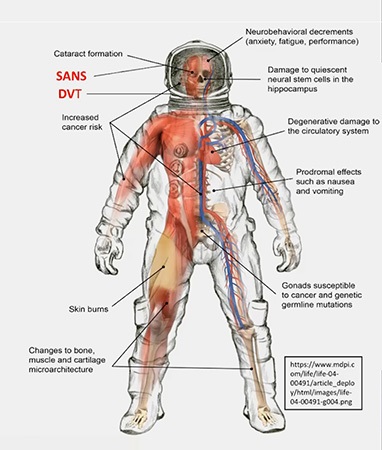 Neurobehavioral decrements
(anxiety, fatigue, performance)
Cataract formation
SANS
DVT
Damage to quiescent
neural stem cells in the
hippocampus
Increased
cancer risk
Degenerative damage to
the circulatory system
Prodromal effects
such as nausea
and vomiting
Gonads susceptible
to cancer and genetic
germline mutations
Skin burns
Changes to bone,
muscle and cartilage
microarchitecture
https://www.mdpi.c
om/life/life-04-
00491/article_deplo
y/html/images/life-
04-00491-g004.png